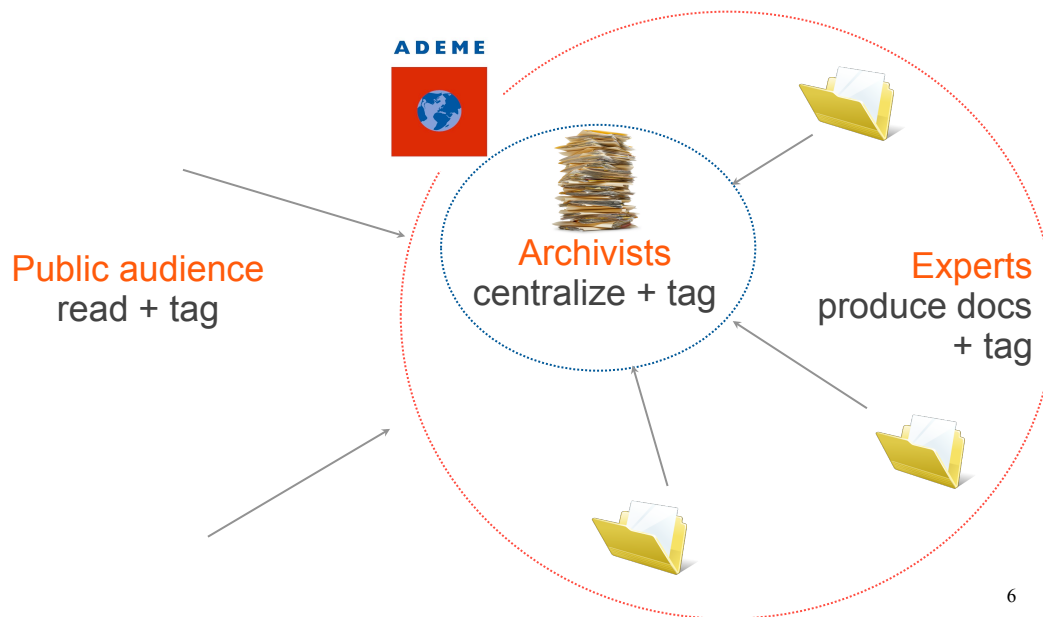 ADEME
Public audience
read + tag
Archivists
centralize + tag
Experts
produce docs
+ tag
6